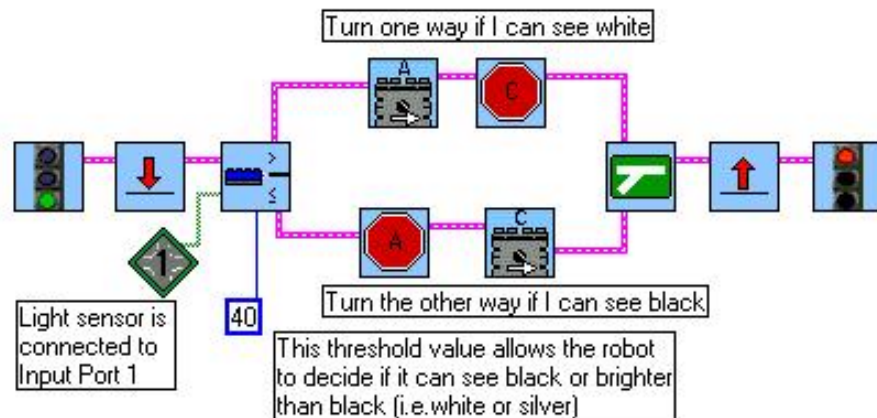 Turn one way if I can see white
A
C
>
≤
A
C
1
Turn the other way if I can see black
Light sensor is
connected to
Input Port 1
40
This threshold value allows the robot
to decide if it can see black or brighter
than black (i.e.white or silver)